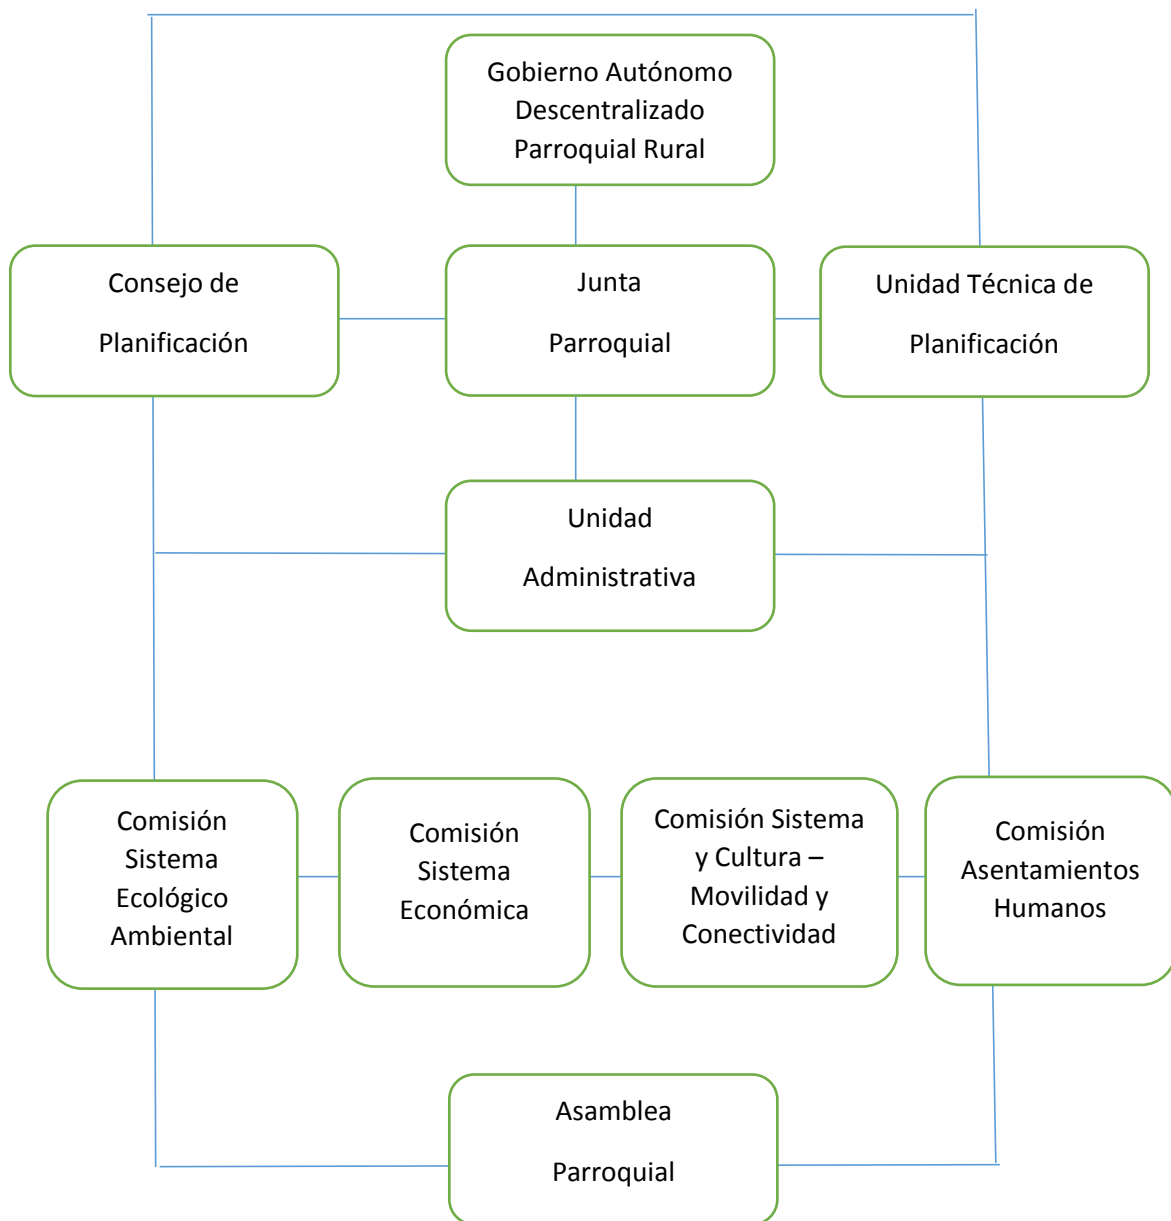 Gobierno Autónomo
Descentralizado
Parroquial Rural
Consejo de
Planificación
Junta
Parroquial
Unidad Técnica de
Planificación
Unidad
Administrativa
Comisión
Sistema
Ecológico
Ambiental
Comisión
Sistema
Económica
Comisión Sistema
y Cultura –
Movilidad y
Conectividad
Comisión
Asentamientos
Humanos
Asamblea
Parroquial